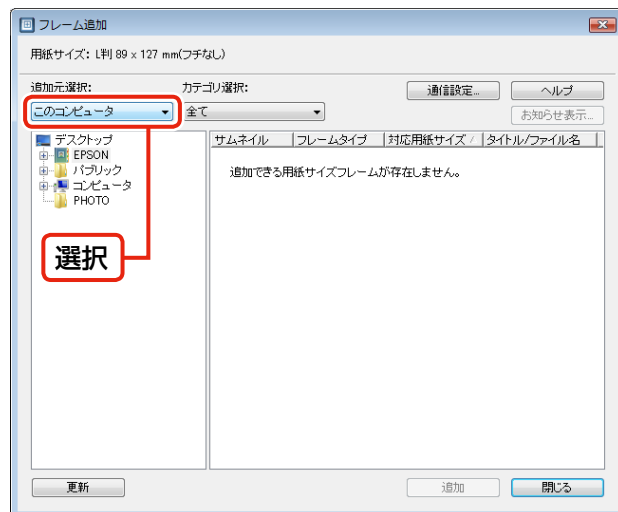 フレーム追加
用紙サイズ: L判 89 x 127 mm(フチなし)
追加元選択:
カテゴリ選択:
通信設定...
ヘルプ
このコンピュータ
全て
お知らせ表示...
デスクトップ
EPSON
パブリック
コンピュータ
PHOTO
サムネイル フレームタイプ 対応用紙サイズ / タイトル/ファイル名
追加できる用紙サイズフレームが存在しません。
選択
更新
追加
閉じる